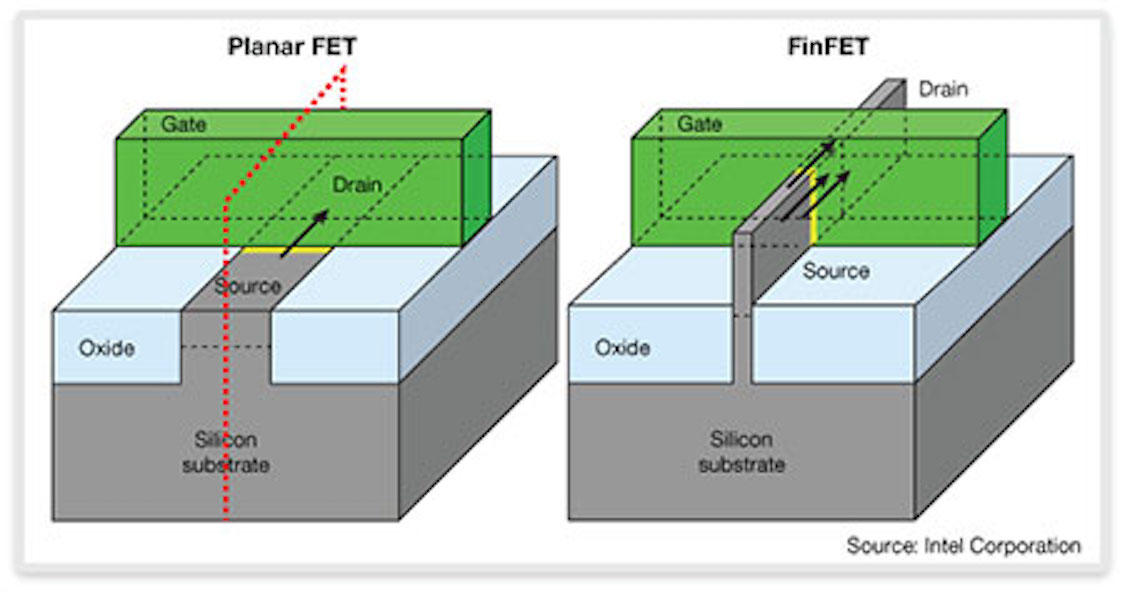 Planar FET
FinFET
Gate
Drain
Source
Oxide
Silicon
substrate
Drain
Gate
Source
Oxide
Silicon
substrate
Source: Intel Corporation